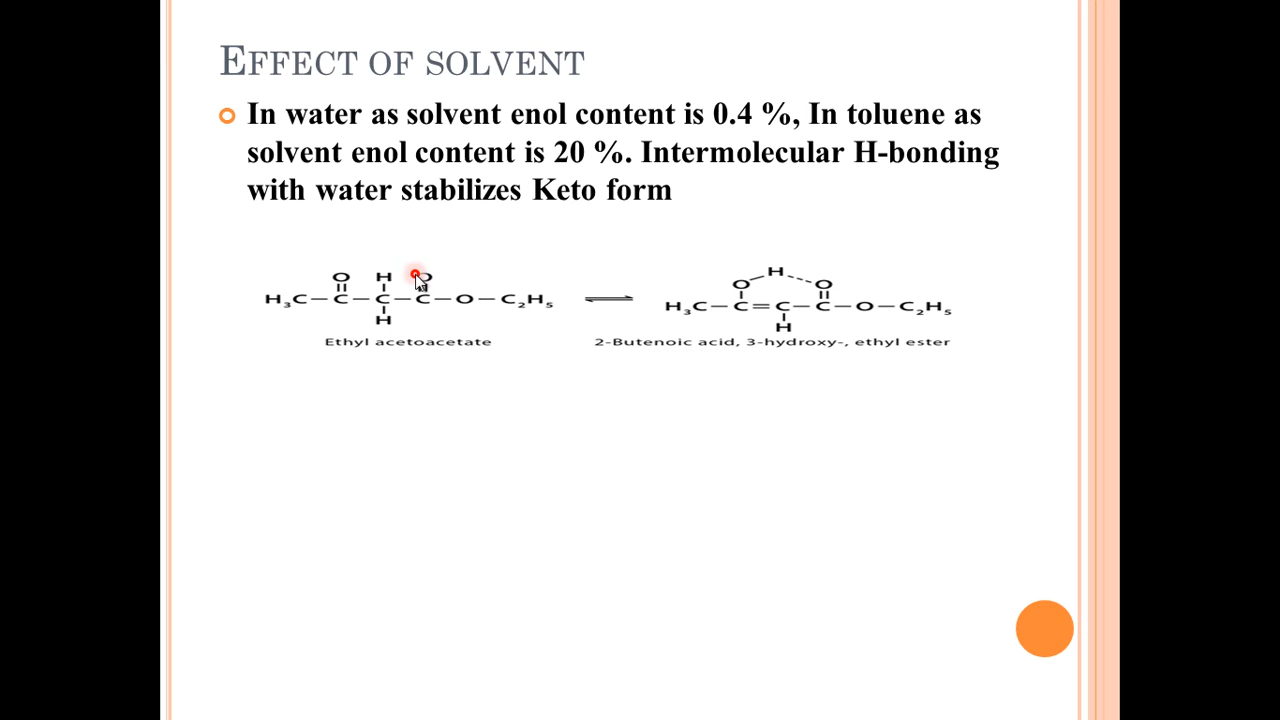 EFFECT OF SOLVENT
In water as solvent enol content is 0.4 %, In toluene as
solvent enol content is 20 %. Intermolecular H-bonding
with water stabilizes Keto form
O H
H₃C—C—C—C—O—C₂H₅
H
Ethyl acetoacetate
H
O O
H₃C—C=C—C—O—C₂H₅
H
2-Butenoic acid, 3-hydroxy-, ethyl ester